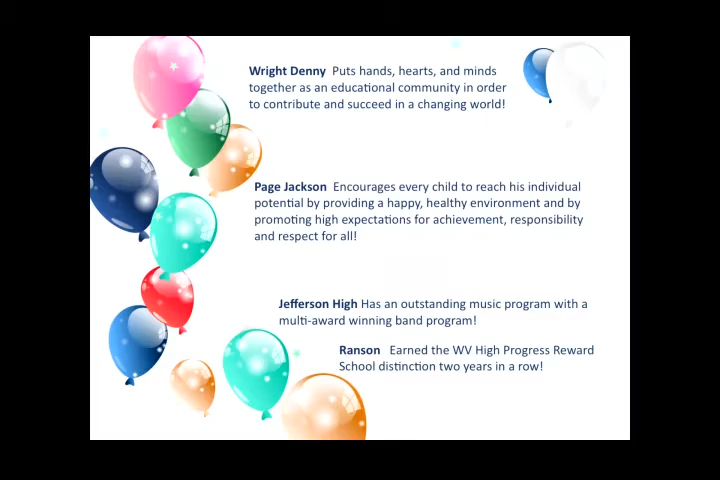 Wright Denny  Puts hands, hearts, and minds
together as an educational community in order
to contribute and succeed in a changing world!
Page Jackson  Encourages every child to reach his individual
potential by providing a happy, healthy environment and by
promoting high expectations for achievement, responsibility
and respect for all!
Jefferson High Has an outstanding music program with a
multi-award winning band program!
Ranson  Earned the WV High Progress Reward
School distinction two years in a row!